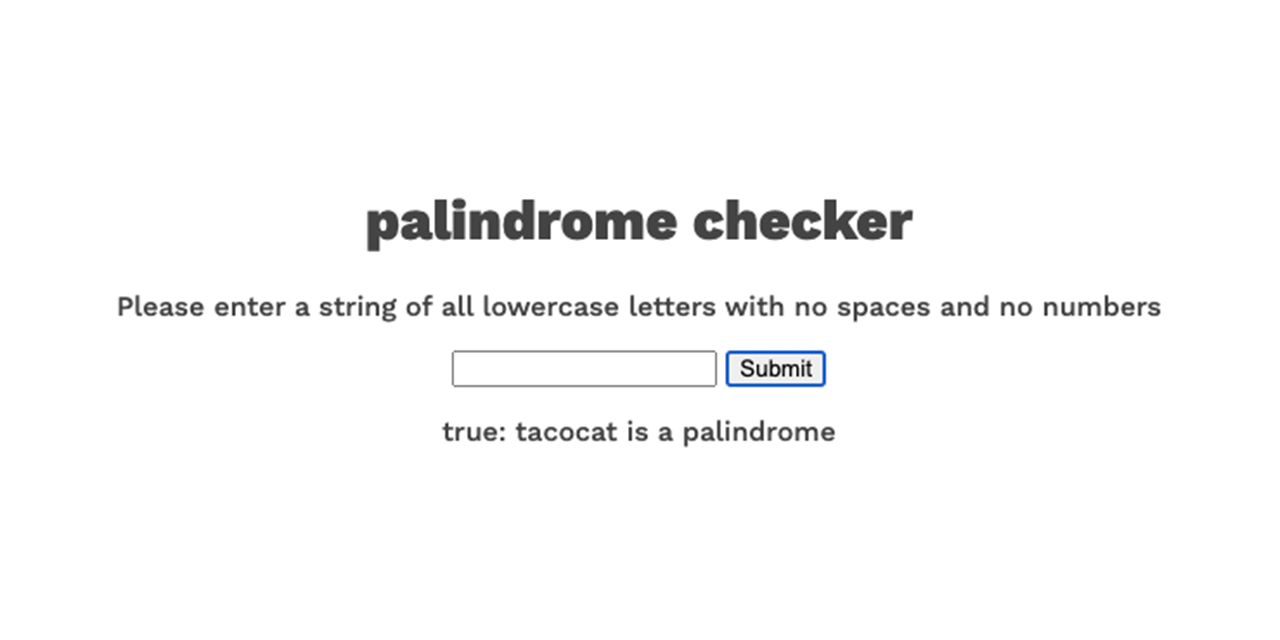 palindrome checker
Please enter a string of all lowercase letters with no spaces and no numbers
Submit
true: tacocat is a palindrome